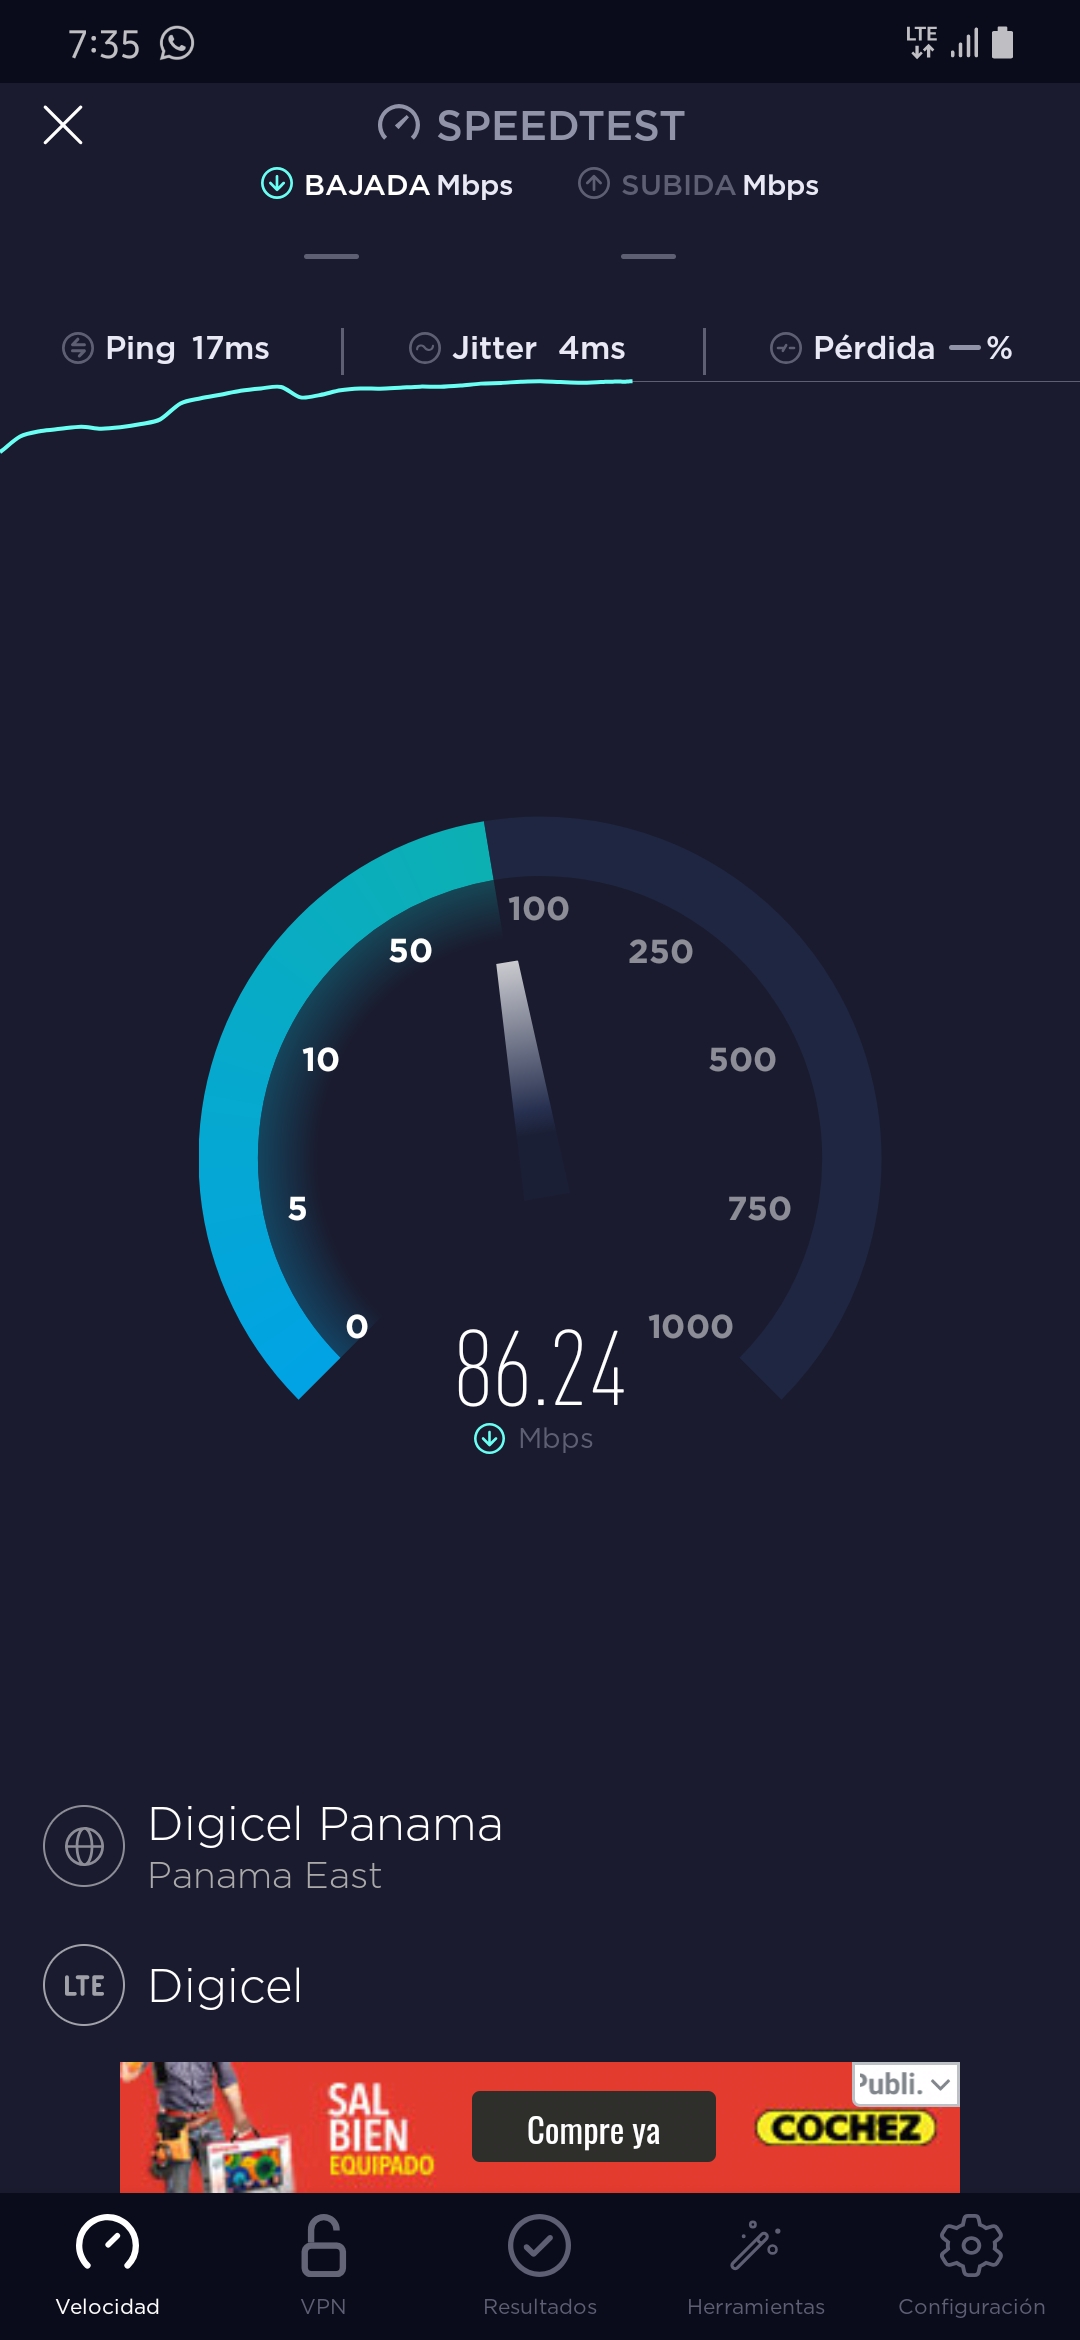 7:35 LTE
SPEEDTEST
BAJADA Mbps SUBIDA Mbps
— —
Ping 17ms Jitter 4ms Pérdida —%
100
50 250
10 500
5 750
0 1000
86.24
Mbps
Digicel Panama
Panama East
LTE Digicel
SAL
BIEN
EQUIPADO
Compre ya
Publi.
COCHEZ
Velocidad VPN Resultados Herramientas Configuración